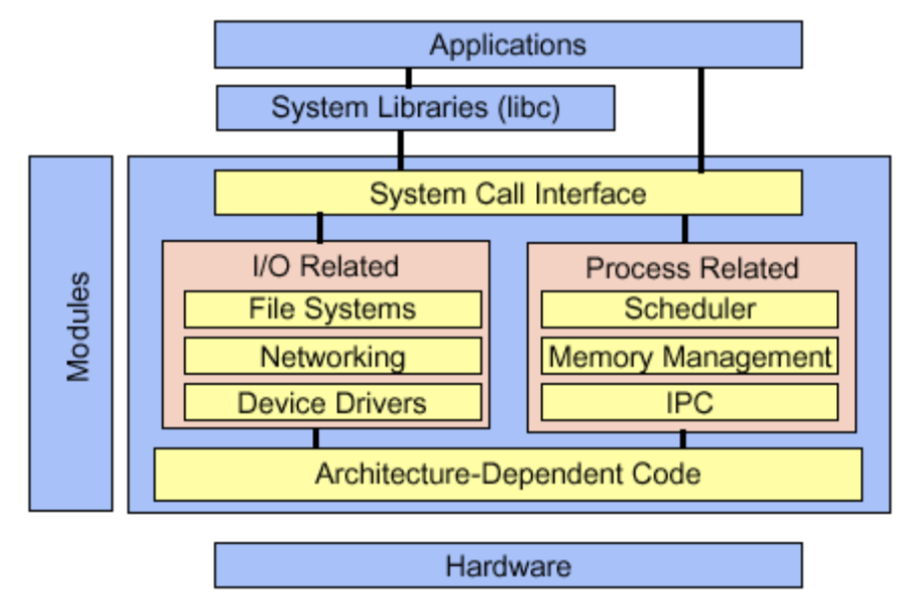 Applications
System Libraries (libc)
System Call Interface
Modules
I/O Related
File Systems
Networking
Device Drivers
Process Related
Scheduler
Memory Management
IPC
Architecture-Dependent Code
Hardware